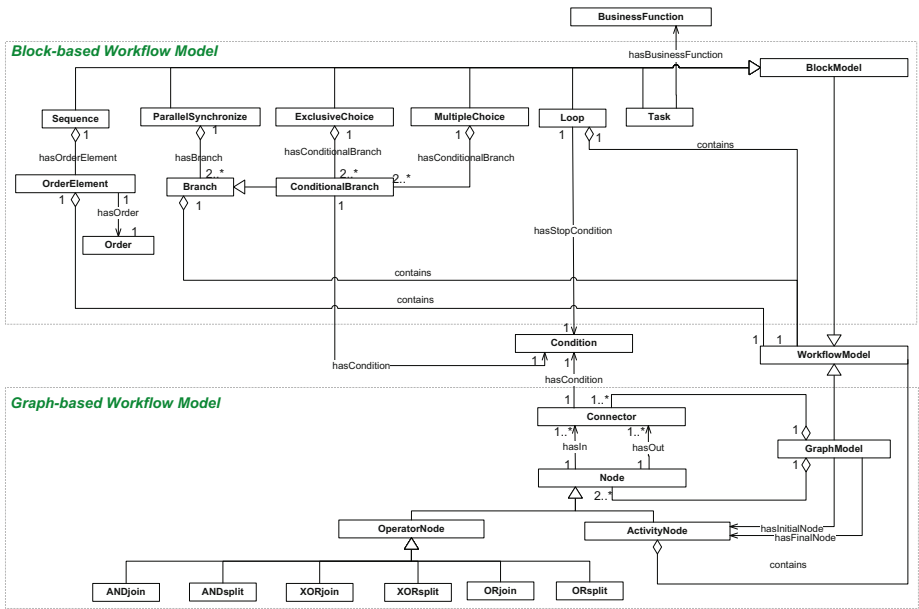 BusinessFunction
Block-based Workflow Model
hasBusinessFunction
BlockModel
Sequence
ParallelSynchronize
ExclusiveChoice
MultipleChoice
Loop
Task
1
1
1
1
1
1
contains
hasOrderElement
hasBranch
hasConditionalBranch
hasConditionalBranch
2..*
2..*
2..*
OrderElement
Branch
ConditionalBranch
1
1
1
1
hasOrder
1
Order
hasStopCondition
contains
contains
1
1
1
Condition
WorkflowModel
hasCondition
1
1
hasCondition
Graph-based Workflow Model
1
1..*
Connector
1..*
1..*
1
hasIn
hasOut
GraphModel
1
1
1
Node
2..*
OperatorNode
ActivityNode
hasInitialNode
hasFinalNode
contains
ANDjoin
ANDsplit
XORjoin
XORsplit
ORjoin
ORsplit